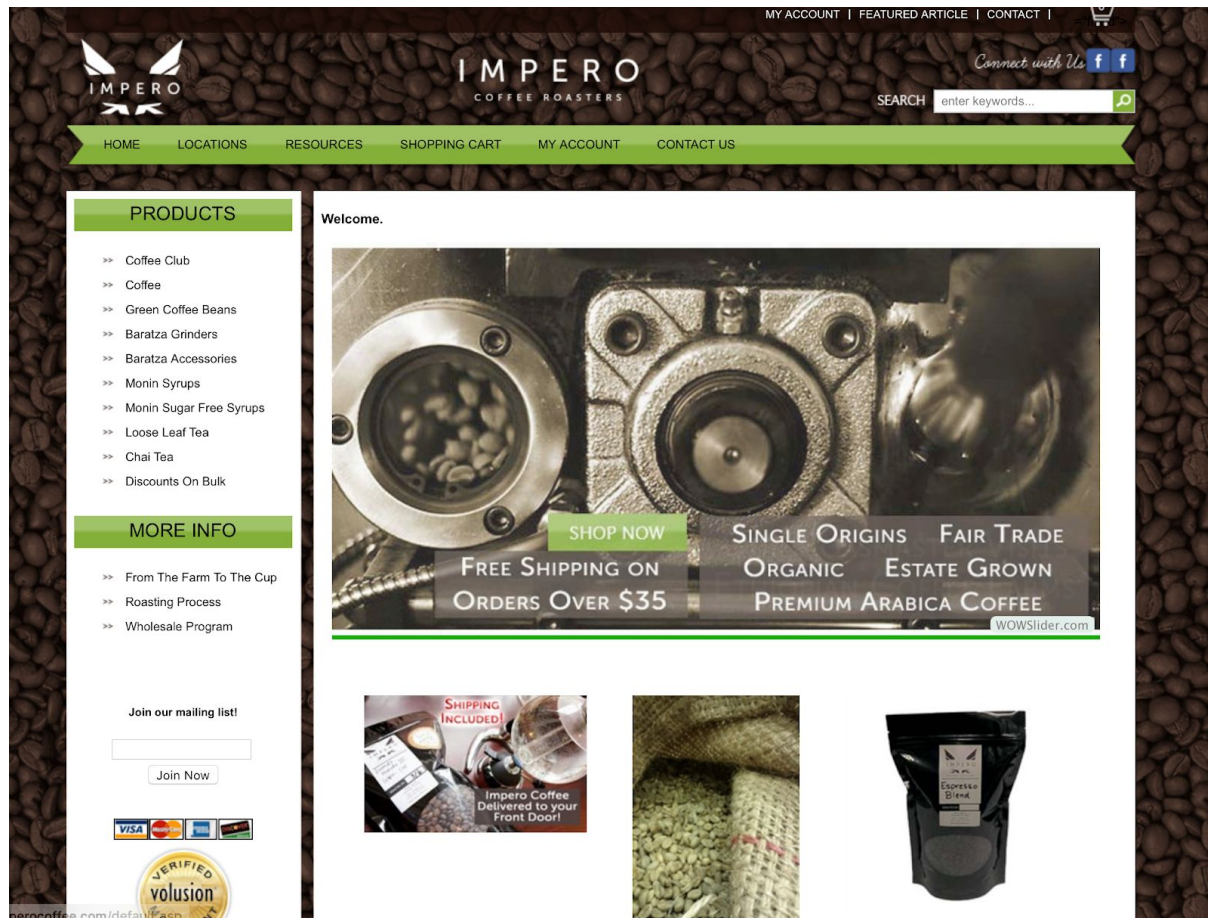 MY ACCOUNT | FEATURED ARTICLE | CONTACT |
IMPERO
IMPERO
COFFEE ROASTERS
Connect with Us
SEARCH enter keywords...
HOME LOCATIONS RESOURCES SHOPPING CART MY ACCOUNT CONTACT US
PRODUCTS
>> Coffee Club
>> Coffee
>> Green Coffee Beans
>> Baratza Grinders
>> Baratza Accessories
>> Monin Syrups
>> Monin Sugar Free Syrups
>> Loose Leaf Tea
>> Chai Tea
>> Discounts On Bulk
MORE INFO
>> From The Farm To The Cup
>> Roasting Process
>> Wholesale Program
Join our mailing list!
Join Now
VISA MasterCard DISCOVER
VERIFIED
volusion
Welcome.
SHOP NOW
FREE SHIPPING ON
ORDERS OVER $35
SINGLE ORIGINS FAIR TRADE
ORGANIC ESTATE GROWN
PREMIUM ARABICA COFFEE
WOWSlider.com
SHIPPING
INCLUDED!
Impero Coffee
Delivered to your
Front Door!
IMPERO
Espresso
Blend